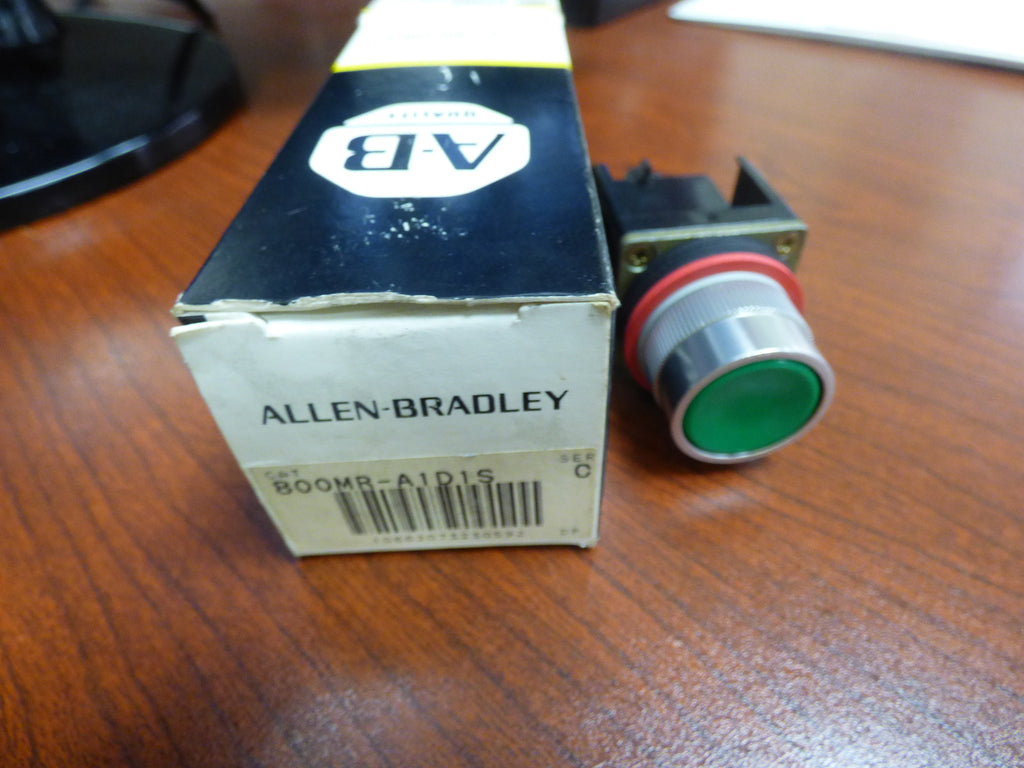 A-B
QUALITY
ALLEN-BRADLEY
CAT
SER
800MR-A1D1S
C